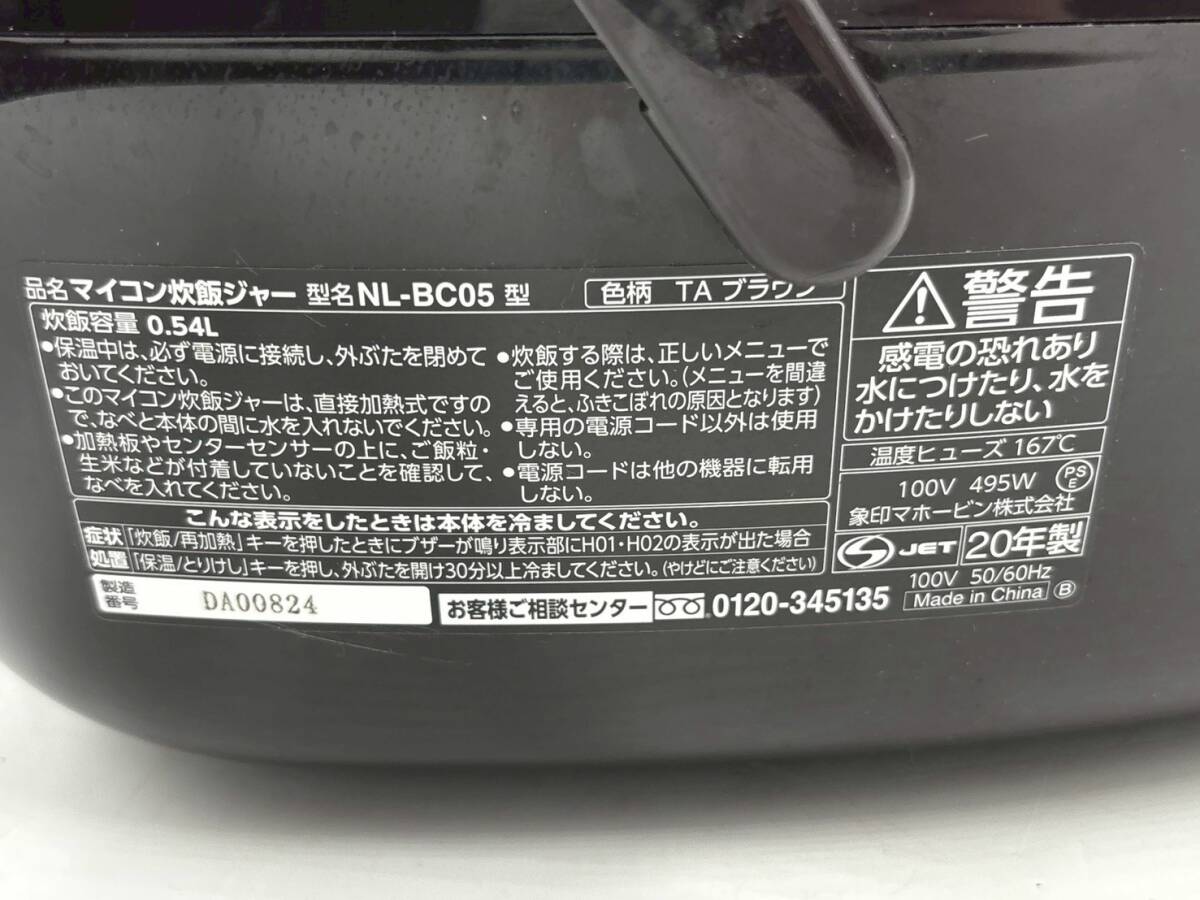 品名 マイコン炊飯ジャー 型名 NL-BC05 型
色柄 TA ブラウン
炊飯容量 0.54L
•保温中は、必ず電源に接続し、外ぶたを閉めて
おいてください。
•このマイコン炊飯ジャーは、直接加熱式ですの
で、なべと本体の間に水を入れないでください。
•加熱板やセンターセンサーの上に、ご飯粒・
生米などが付着していないことを確認して、
なべを入れてください。
•炊飯する際は、正しいメニューで
ご使用ください。(メニューを間違
えると、ふきこぼれの原因となります)
•専用の電源コード以外は使用
しない。
•電源コードは他の機器に転用
しない。
こんな表示をしたときは本体を冷ましてください。
症状 「炊飯/再加熱」キーを押したときにブザーが鳴り表示部にH01・H02の表示が出た場合
処置 「保温/とりけし」キーを押し、外ぶたを開け30分以上冷ましてください。(やけどにご注意ください)
製造
番号 DA00824
お客様ご相談センター 0120-345135
警告
感電の恐れあり
水につけたり、水を
かけたりしない
温度ヒューズ 167℃
100V 495W
PS
E
象印マホービン株式会社
JET 20年製
100V 50/60Hz
Made in China B